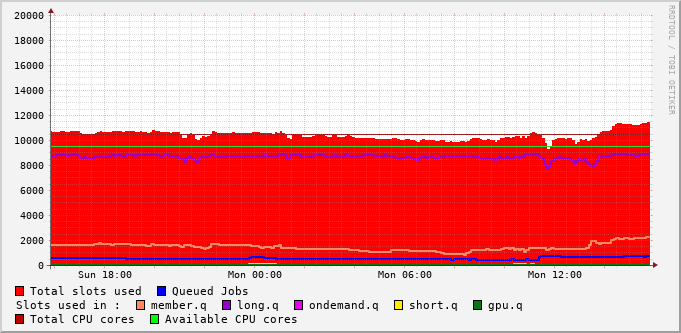 20000
18000
16000
14000
12000
10000
8000
6000
4000
2000
0
Sun 18:00 Mon 00:00 Mon 06:00 Mon 12:00
RRDTOOL / TOBI OETIKER
Total slots used Queued Jobs
Slots used in : member.q long.q ondemand.q short.q gpu.q
Total CPU cores Available CPU cores